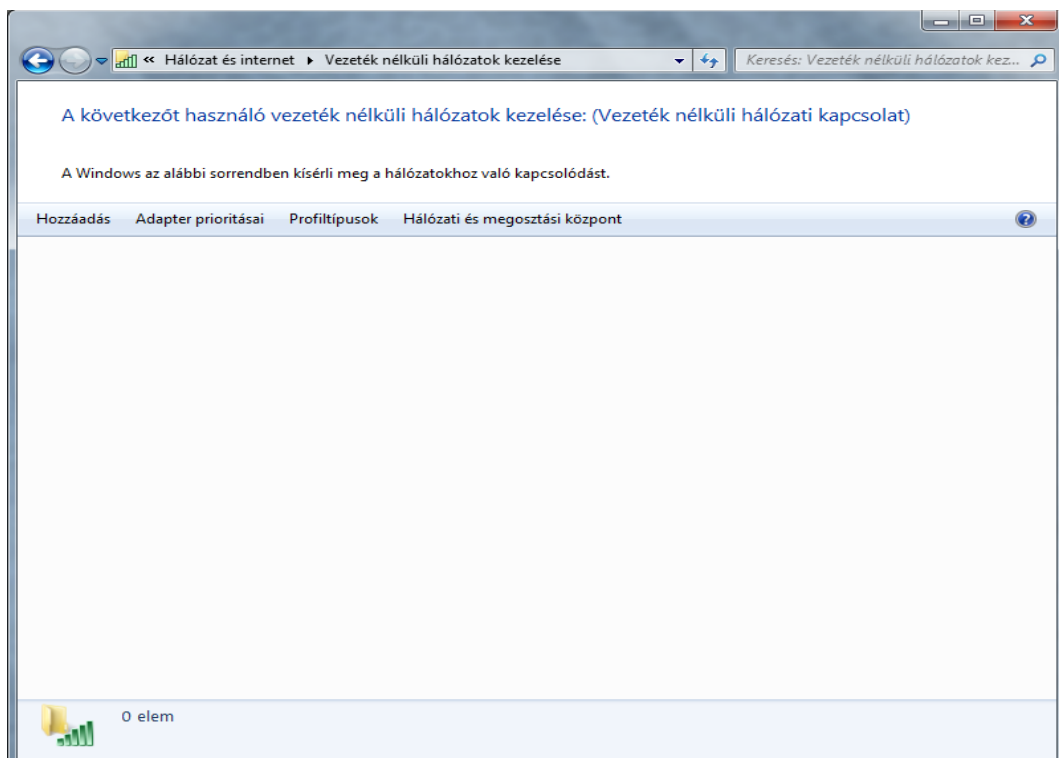 « Hálózat és internet ▸ Vezeték nélküli hálózatok kezelése
Keresés: Vezeték nélküli hálózatok kez...
A következőt használó vezeték nélküli hálózatok kezelése: (Vezeték nélküli hálózati kapcsolat)
A Windows az alábbi sorrendben kísérli meg a hálózatokhoz való kapcsolódást.
Hozzáadás Adapter prioritásai Profiltípusok Hálózati és megosztási központ
0 elem